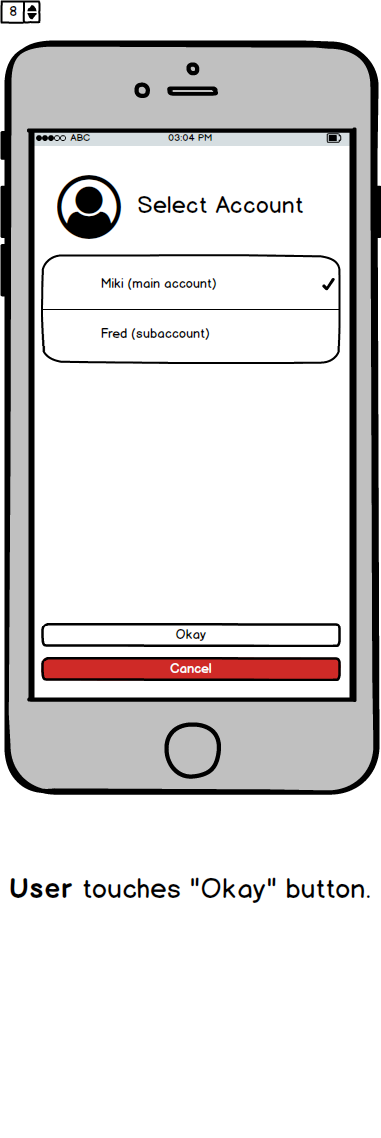 8
ABC 03:04 PM
Select Account
Miki (main account)
Fred (subaccount)
Okay
Cancel
User touches "Okay" button.